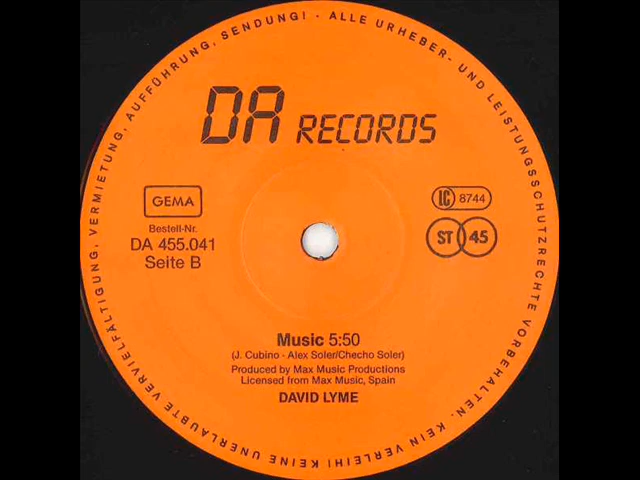 ALLE URHEBER- UND LEISTUNGSSCHUTZRECHTE VORBEHALTEN. KEIN VERLEIH! KEINE UNERLAUBTE VERVIELFÄLTIGUNG, VERMIETUNG, AUFFÜHRUNG, SENDUNG! ·
DA RECORDS
GEMA
LC 8744
Bestell-Nr.
DA 455.041
Seite B
ST 45
Music 5:50
(J. Cubino - Alex Soler/Checho Soler)
Produced by Max Music Productions
Licensed from Max Music, Spain
DAVID LYME